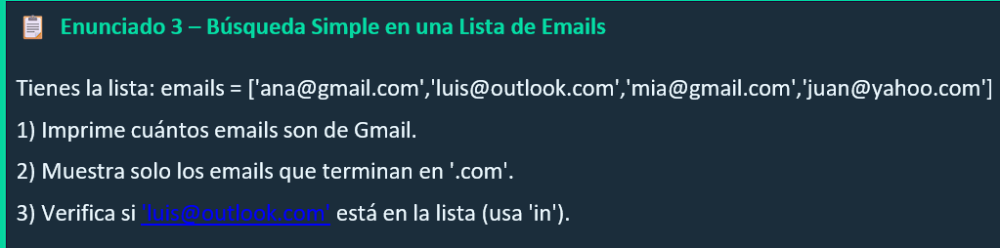 Enunciado 3 – Búsqueda Simple en una Lista de Emails
Tienes la lista: emails = ['ana@gmail.com','luis@outlook.com','mia@gmail.com','juan@yahoo.com']
1) Imprime cuántos emails son de Gmail.
2) Muestra solo los emails que terminan en '.com'.
3) Verifica si 'luis@outlook.com' está en la lista (usa 'in').